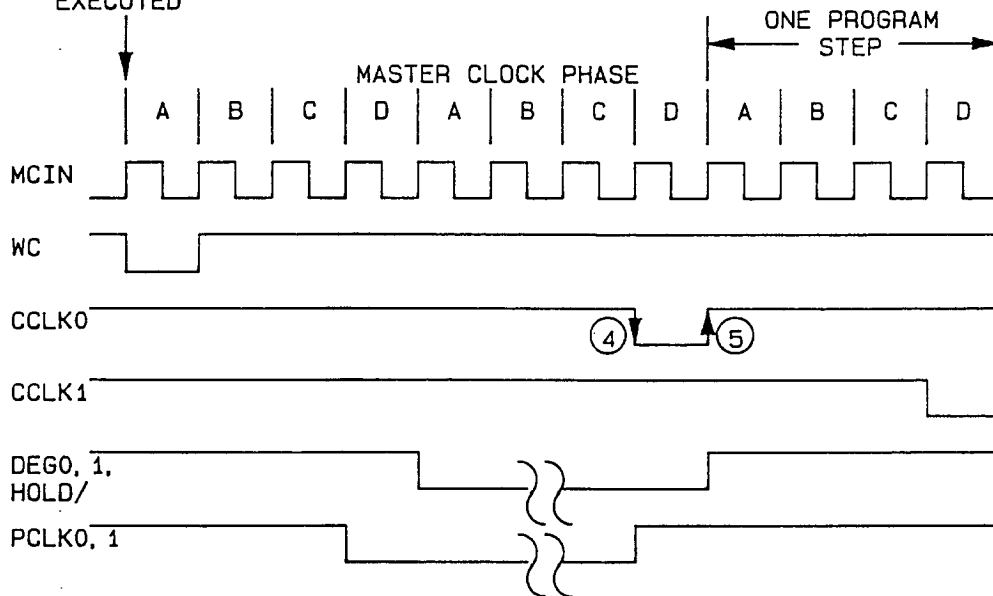 EXECUTED
ONE PROGRAM
STEP
MASTER CLOCK PHASE
A B C D A B C D A B C D
MCIN
WC
CCLK0
4 5
CCLK1
DEG0, 1,
HOLD/
PCLK0, 1